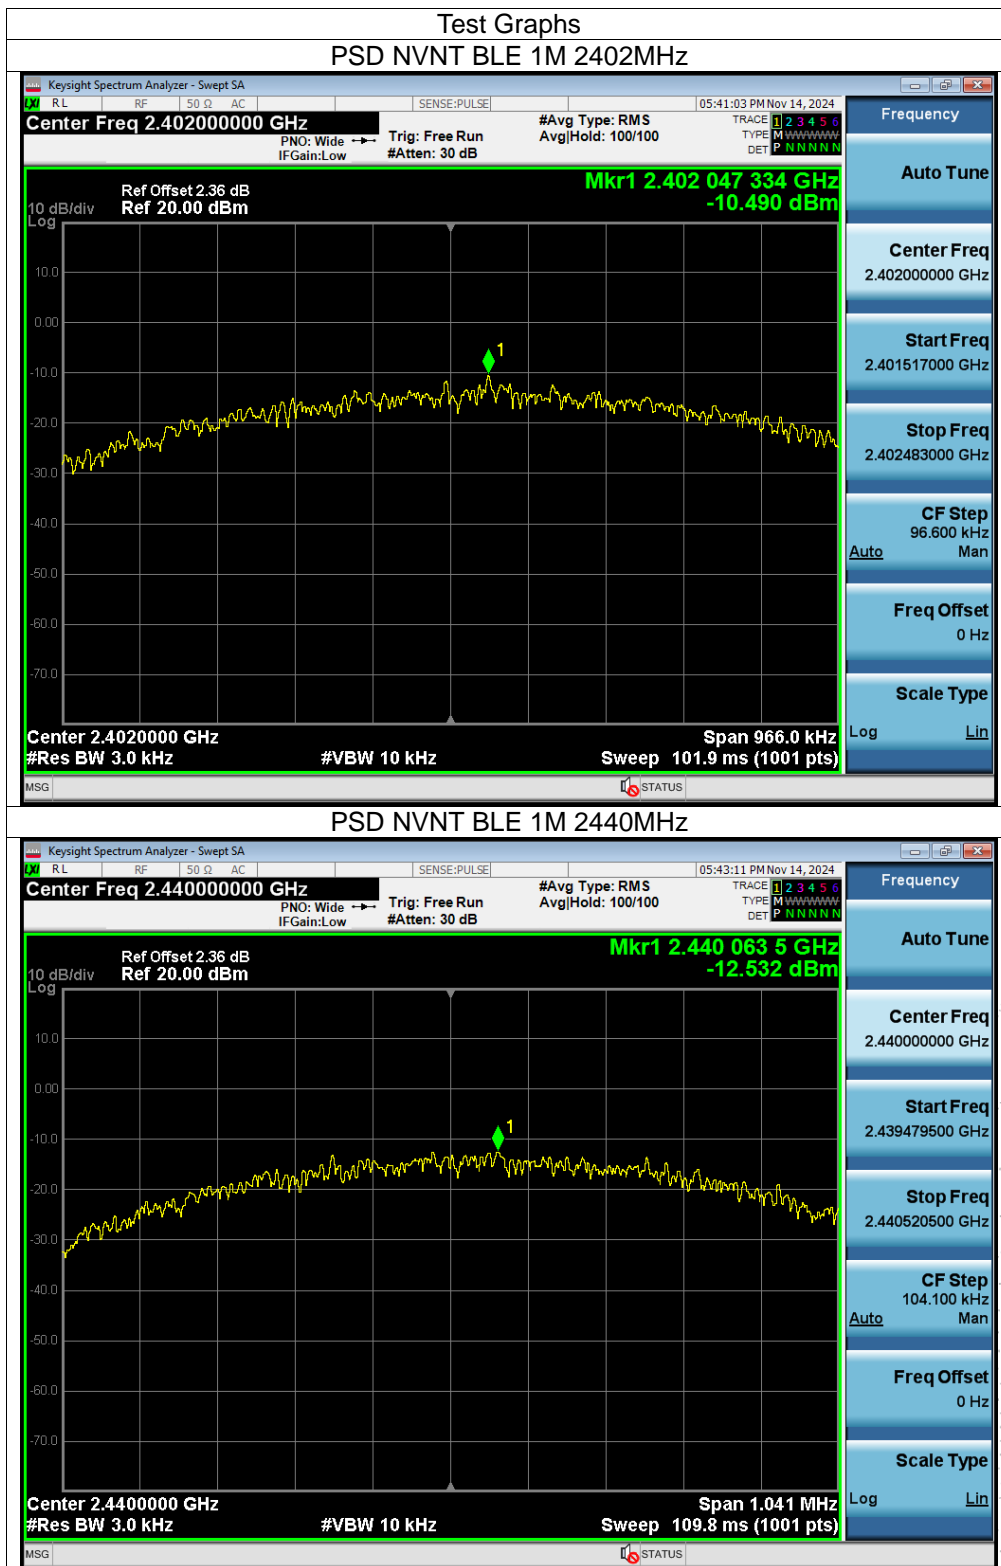 Test Graphs
PSD NVNT BLE 1M 2402MHz
Keysight Spectrum Analyzer - Swept SA
LXI RL RF 50 Ω AC SENSE:PULSE 05:41:03 PM Nov 14, 2024
Center Freq 2.402000000 GHz #Avg Type: RMS TRACE 1 2 3 4 5 6
PNO: Wide Trig: Free Run Avg|Hold: 100/100 TYPE M WWWWW
IFGain:Low #Atten: 30 dB DET P N N N N N
Mkr1 2.402 047 334 GHz
Ref Offset 2.36 dB
10 dB/div Ref 20.00 dBm -10.490 dBm
Log
10.0
0.00
1
-10.0
-20.0
-30.0
-40.0
-50.0
-60.0
-70.0
Center 2.4020000 GHz Span 966.0 kHz
#Res BW 3.0 kHz #VBW 10 kHz Sweep 101.9 ms (1001 pts)
MSG STATUS
Frequency
Auto Tune
Center Freq
2.402000000 GHz
Start Freq
2.401517000 GHz
Stop Freq
2.402483000 GHz
CF Step
96.600 kHz
Auto Man
Freq Offset
0 Hz
Scale Type
Log Lin
PSD NVNT BLE 1M 2440MHz
Keysight Spectrum Analyzer - Swept SA
LXI RL RF 50 Ω AC SENSE:PULSE 05:43:11 PM Nov 14, 2024
Center Freq 2.440000000 GHz #Avg Type: RMS TRACE 1 2 3 4 5 6
PNO: Wide Trig: Free Run Avg|Hold: 100/100 TYPE M WWWWW
IFGain:Low #Atten: 30 dB DET P N N N N N
Mkr1 2.440 063 5 GHz
Ref Offset 2.36 dB
10 dB/div Ref 20.00 dBm -12.532 dBm
Log
10.0
0.00
1
-10.0
-20.0
-30.0
-40.0
-50.0
-60.0
-70.0
Center 2.4400000 GHz Span 1.041 MHz
#Res BW 3.0 kHz #VBW 10 kHz Sweep 109.8 ms (1001 pts)
MSG STATUS
Frequency
Auto Tune
Center Freq
2.440000000 GHz
Start Freq
2.439479500 GHz
Stop Freq
2.440520500 GHz
CF Step
104.100 kHz
Auto Man
Freq Offset
0 Hz
Scale Type
Log Lin